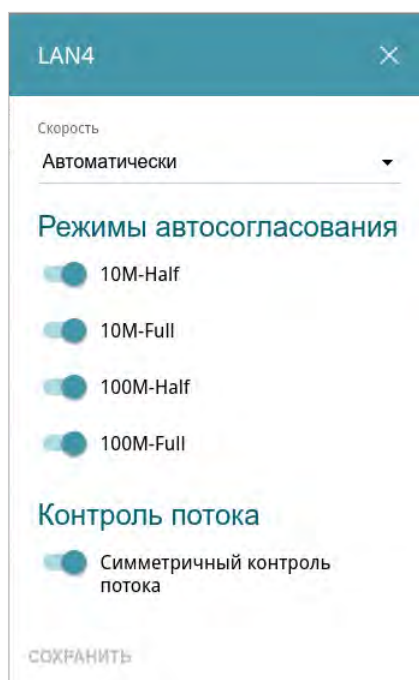 LAN4
Скорость
Автоматически
Режимы автосогласования
10M-Half
10M-Full
100M-Half
100M-Full
Контроль потока
Симметричный контроль
потока
СОХРАНИТЬ